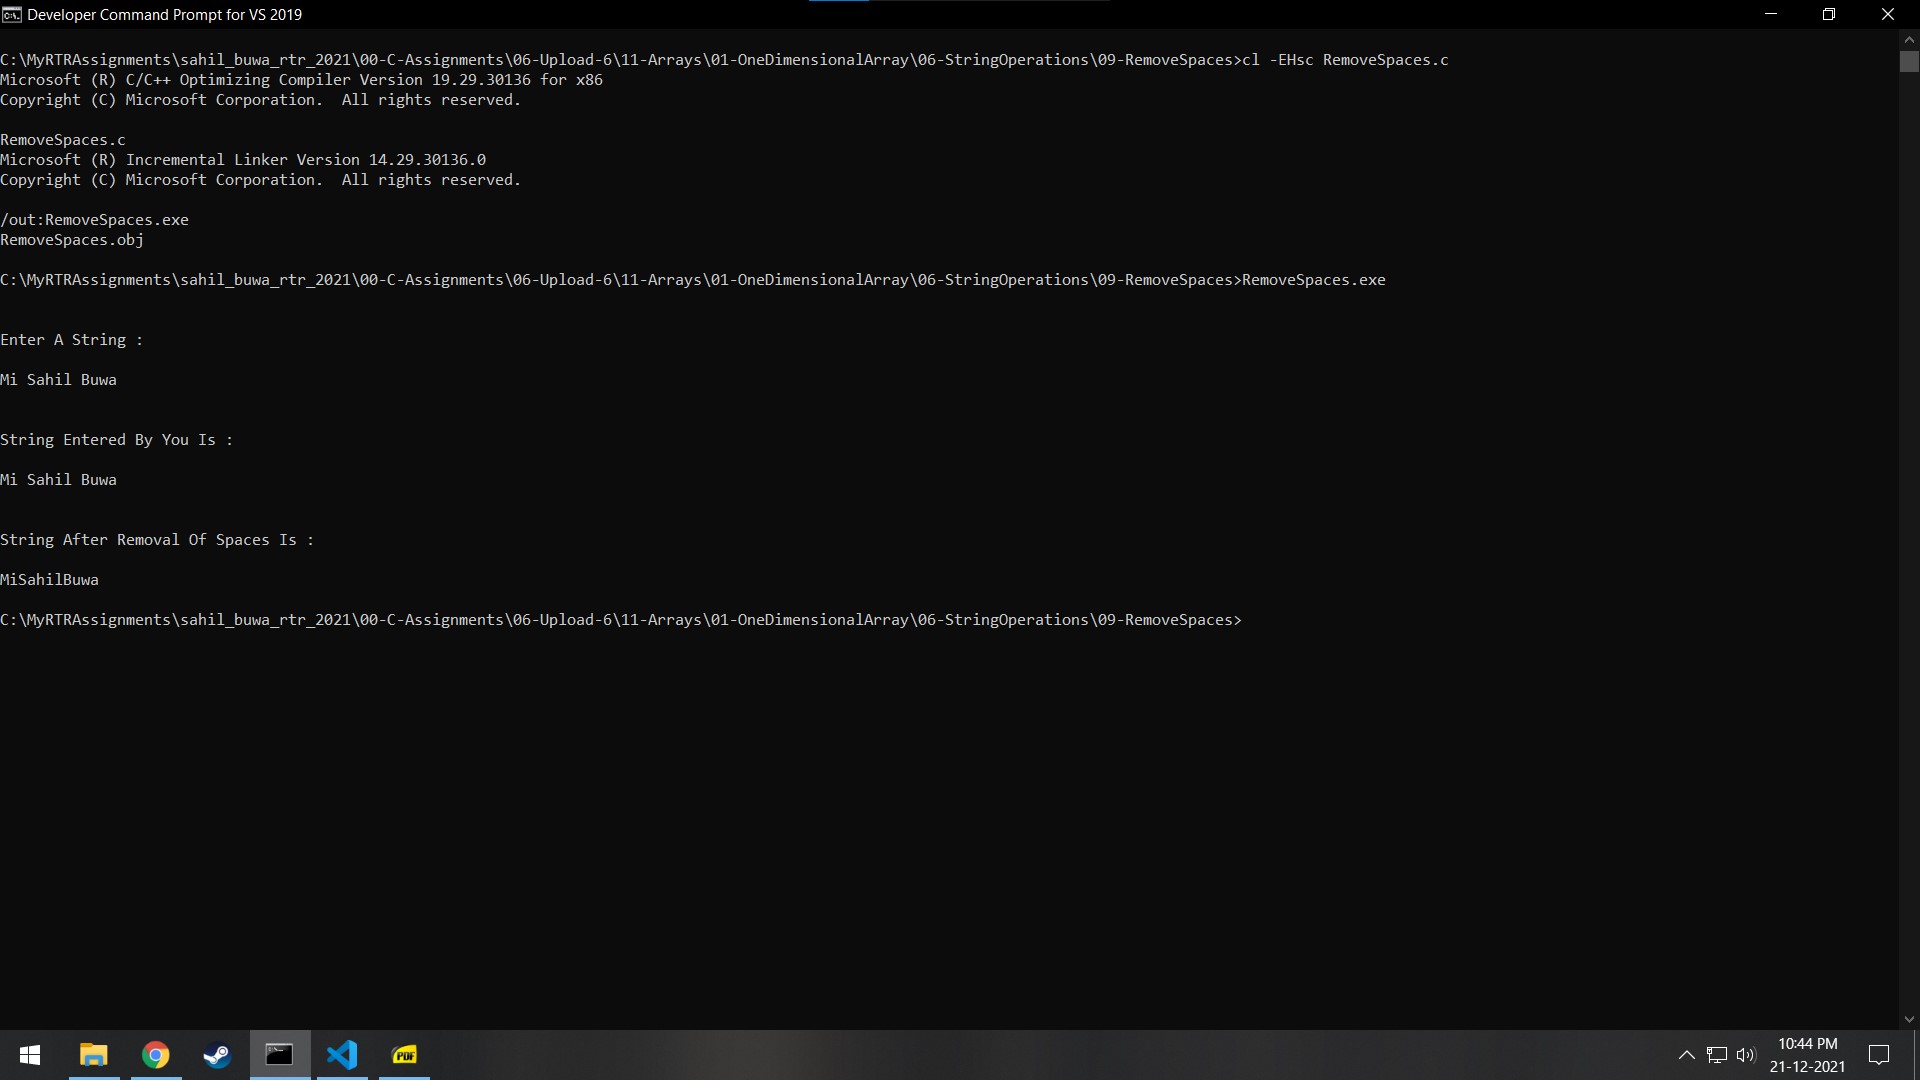 Developer Command Prompt for VS 2019
C:\MyRTRAssignments\sahil_buwa_rtr_2021\00-C-Assignments\06-Upload-6\11-Arrays\01-OneDimensionalArray\06-StringOperations\09-RemoveSpaces>cl -EHsc RemoveSpaces.c
Microsoft (R) C/C++ Optimizing Compiler Version 19.29.30136 for x86
Copyright (C) Microsoft Corporation.  All rights reserved.
RemoveSpaces.c
Microsoft (R) Incremental Linker Version 14.29.30136.0
Copyright (C) Microsoft Corporation.  All rights reserved.
/out:RemoveSpaces.exe
RemoveSpaces.obj
C:\MyRTRAssignments\sahil_buwa_rtr_2021\00-C-Assignments\06-Upload-6\11-Arrays\01-OneDimensionalArray\06-StringOperations\09-RemoveSpaces>RemoveSpaces.exe
Enter A String :
Mi Sahil Buwa
String Entered By You Is :
Mi Sahil Buwa
String After Removal Of Spaces Is :
MiSahilBuwa
C:\MyRTRAssignments\sahil_buwa_rtr_2021\00-C-Assignments\06-Upload-6\11-Arrays\01-OneDimensionalArray\06-StringOperations\09-RemoveSpaces>
PDF
10:44 PM
21-12-2021